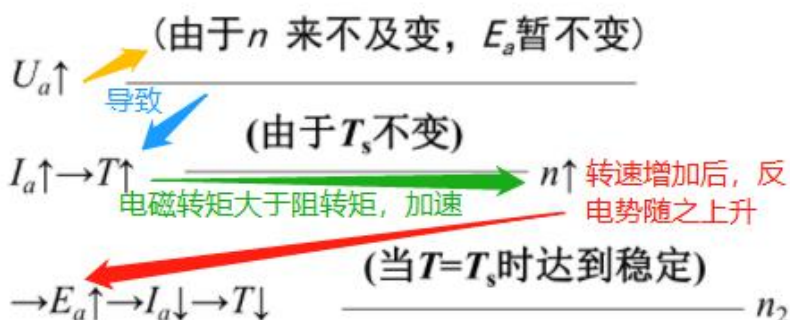 (由于n 来不及变，Ea暂不变)
Ua↑
导致
(由于Ts不变)
Ia↑→T↑
n↑ 转速增加后，反
电磁转矩大于阻转矩，加速
电势随之上升
(当T=Ts时达到稳定)
→Ea↑→Ia↓→T↓
n2